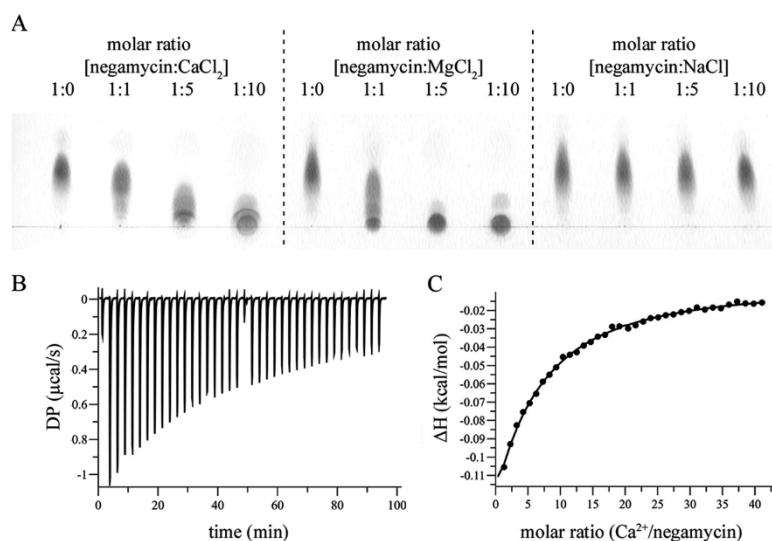 A
molar ratio molar ratio molar ratio
[negamycin:CaCl₂] [negamycin:MgCl₂] [negamycin:NaCl]
1:0 1:1 1:5 1:10 1:0 1:1 1:5 1:10 1:0 1:1 1:5 1:10
B
DP (µcal/s)
0
0.2
0.4
0.6
0.8
-1
0 20 40 60 80 100
time (min)
C
ΔH (kcal/mol)
-0.02
-0.03
-0.04
-0.05
-0.06
-0.07
-0.08
-0.09
-0.1
-0.11
0 5 10 15 20 25 30 35 40
molar ratio (Ca²⁺/negamycin)